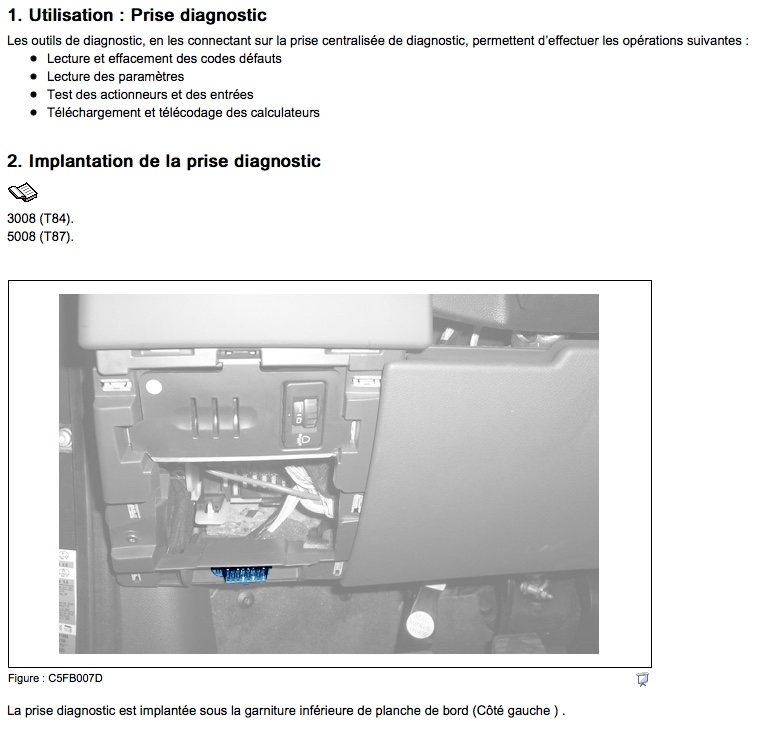 1. Utilisation : Prise diagnostic
Les outils de diagnostic, en les connectant sur la prise centralisée de diagnostic, permettent d'effectuer les opérations suivantes :
● Lecture et effacement des codes défauts
● Lecture des paramètres
● Test des actionneurs et des entrées
● Téléchargement et télécodage des calculateurs
2. Implantation de la prise diagnostic
3008 (T84).
5008 (T87).
Figure : C5FB007D
La prise diagnostic est implantée sous la garniture inférieure de planche de bord (Côté gauche ) .